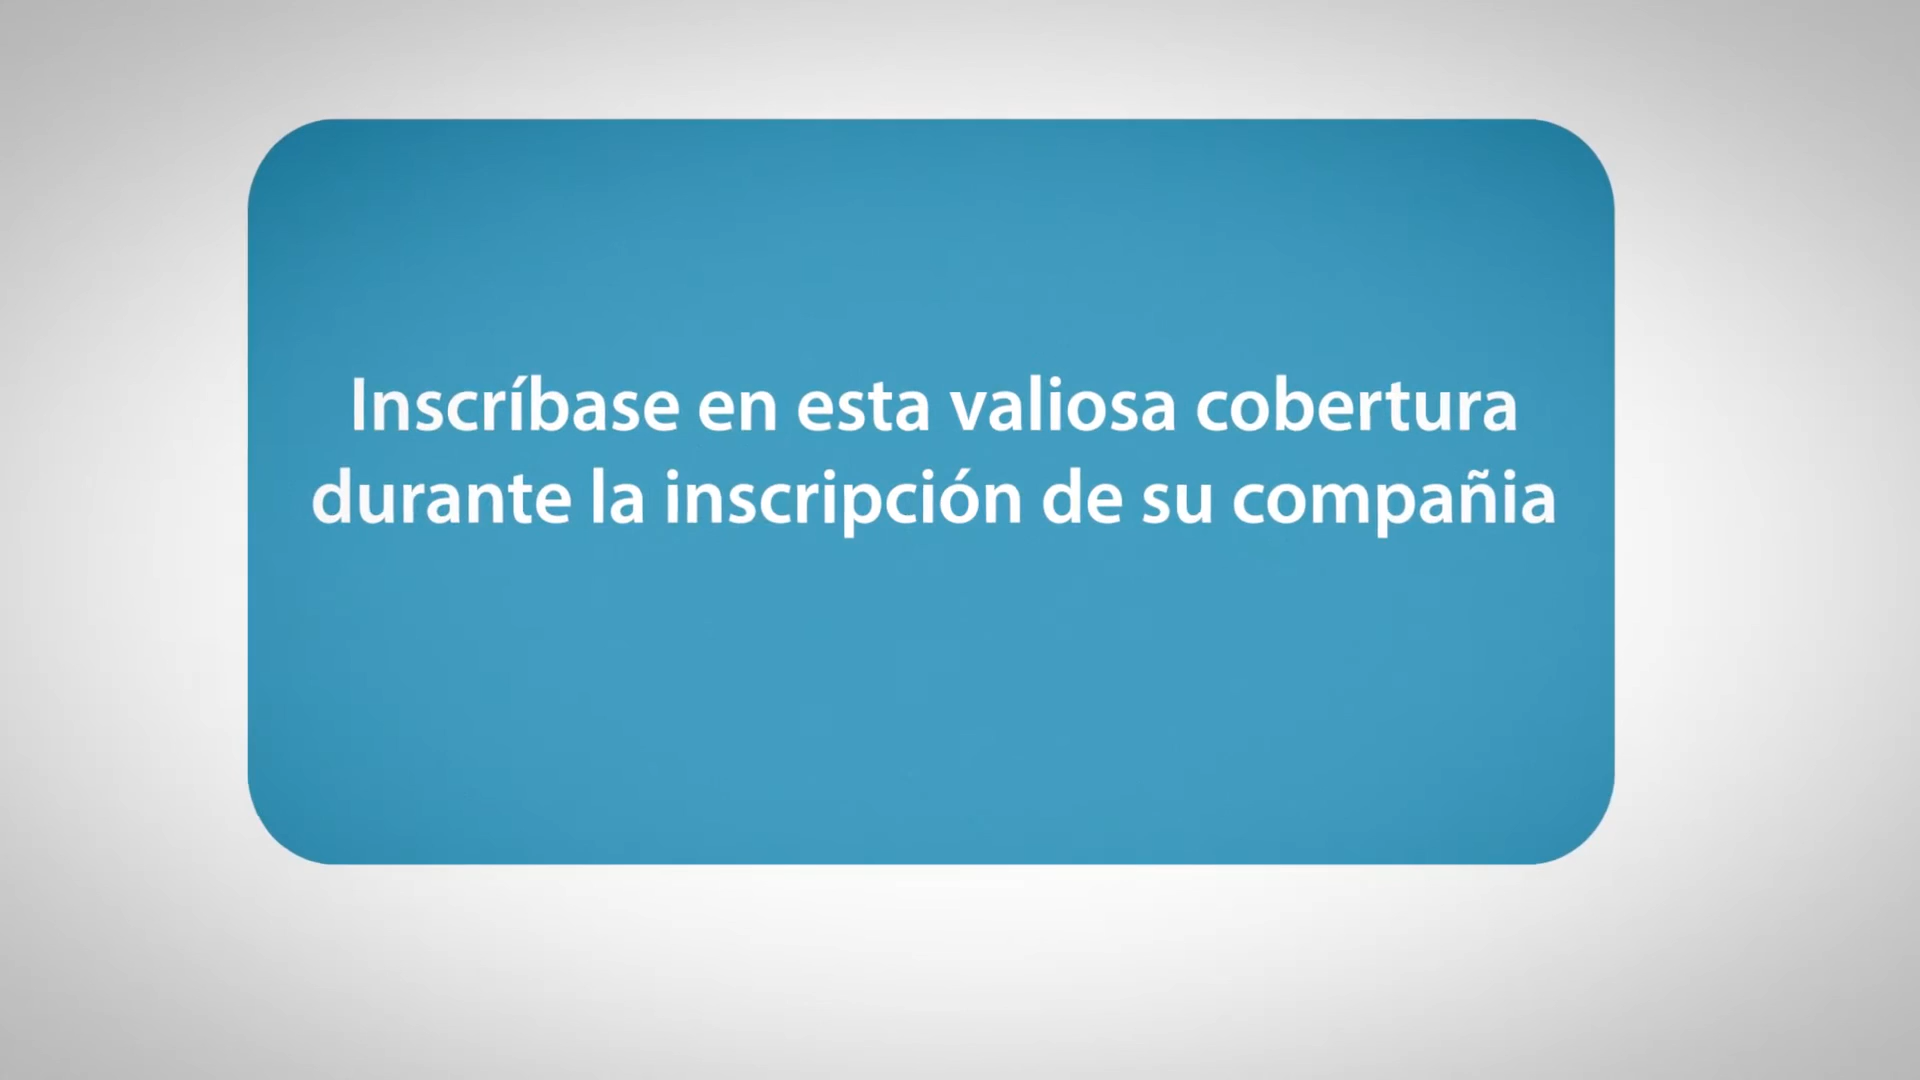 Inscríbase en esta valiosa cobertura
durante la inscripción de su compañia